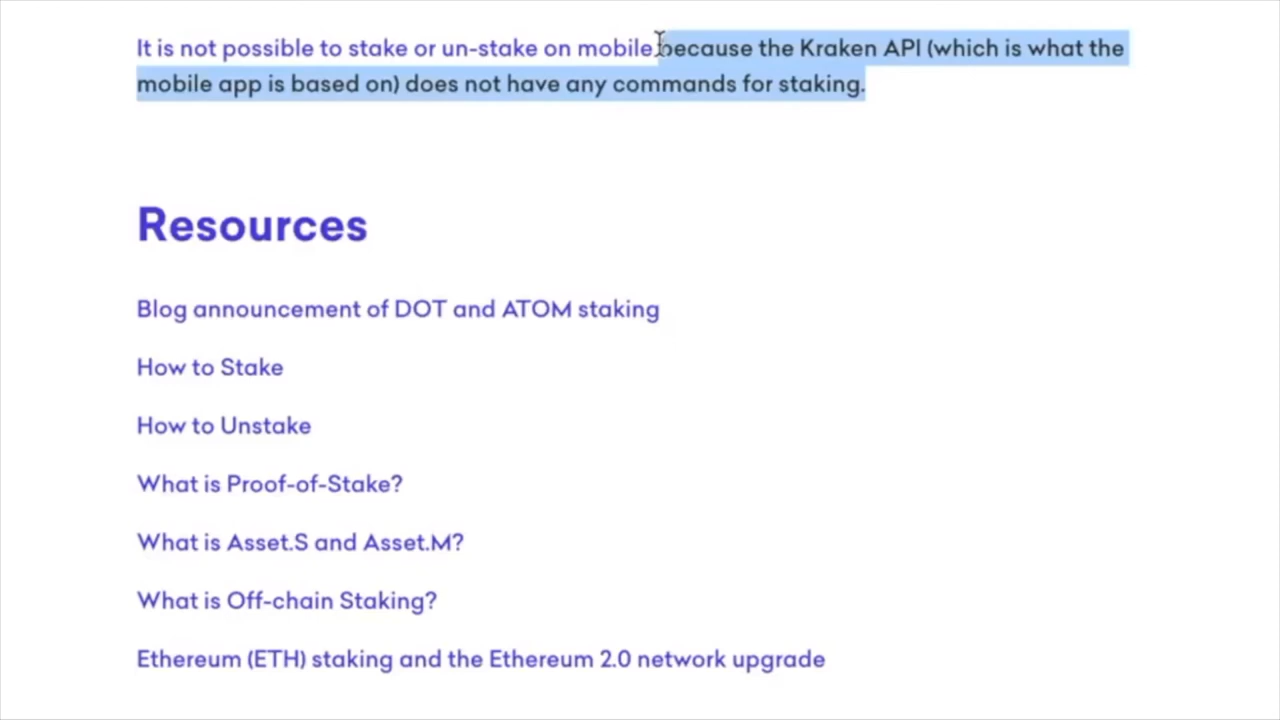 It is not possible to stake or un-stake on mobile because the Kraken API (which is what the
mobile app is based on) does not have any commands for staking.
Resources
Blog announcement of DOT and ATOM staking
How to Stake
How to Unstake
What is Proof-of-Stake?
What is Asset.S and Asset.M?
What is Off-chain Staking?
Ethereum (ETH) staking and the Ethereum 2.0 network upgrade